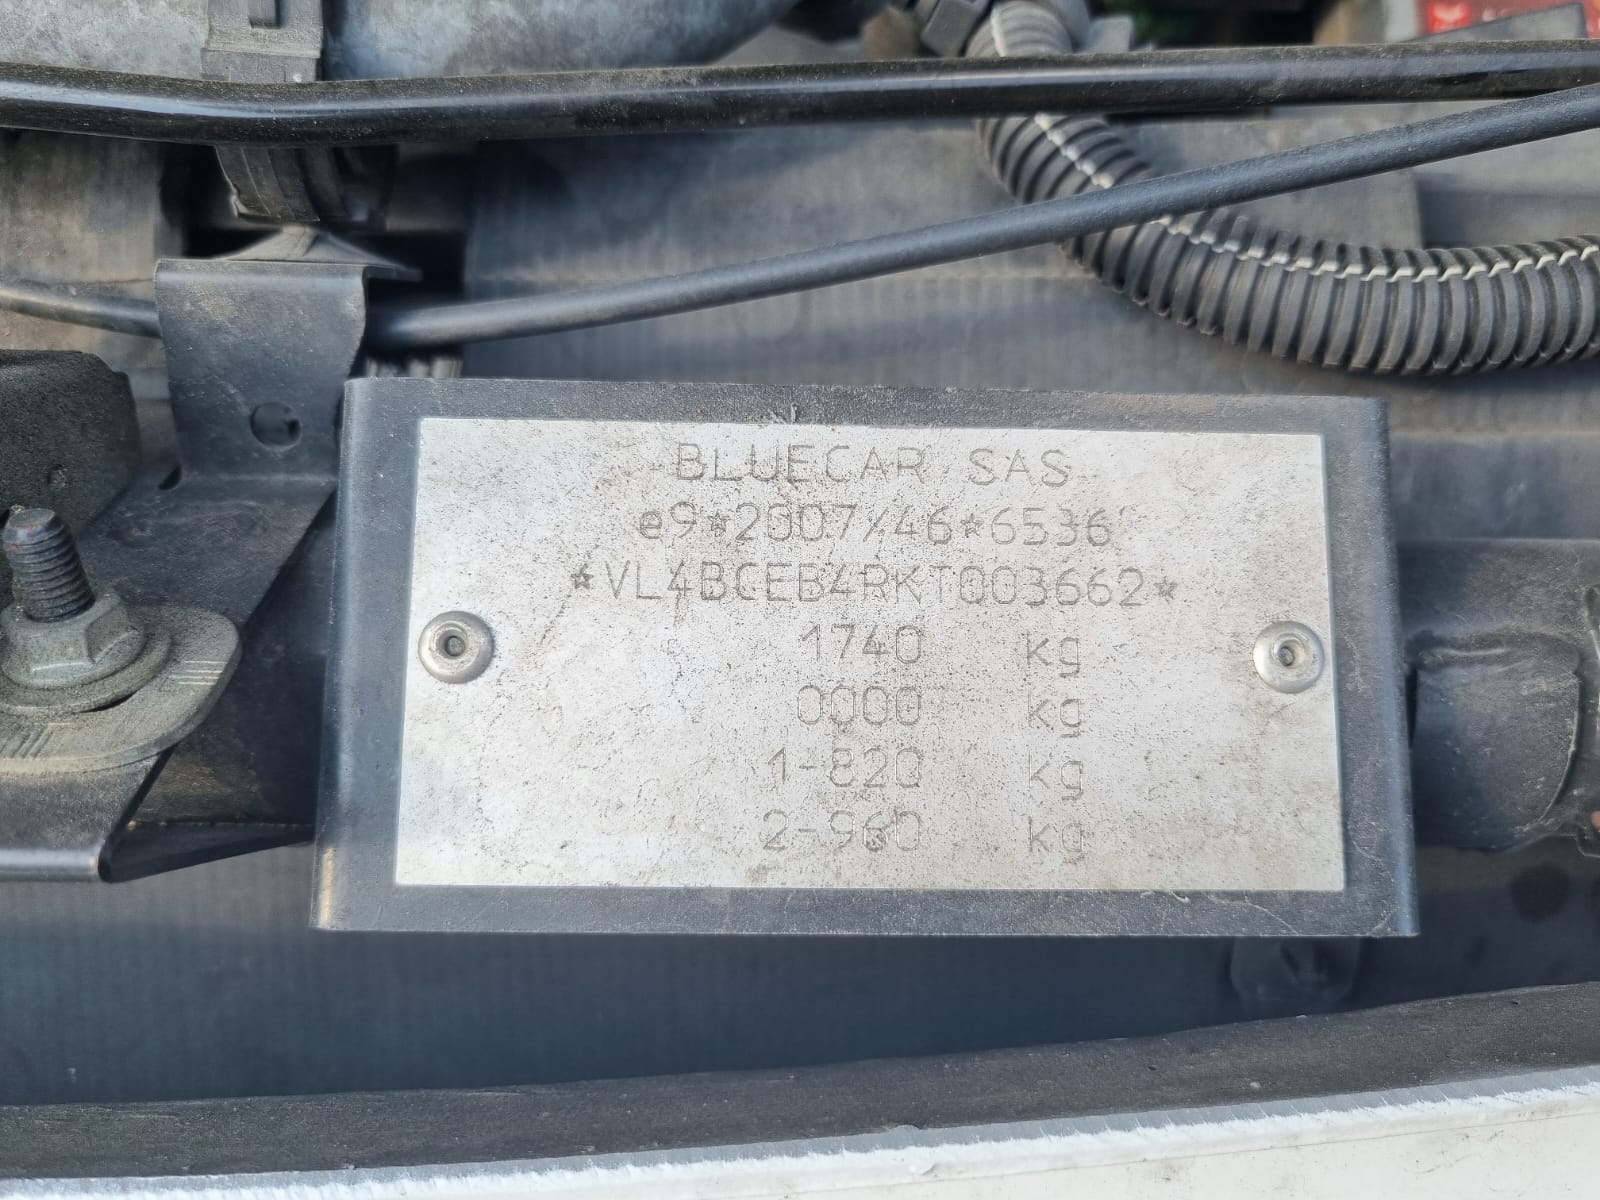 BLUECAR SAS
e9*2007/46*6536
*VL4BCEB4RKT003662*
1740 kg
0000 kg
1-820 kg
2-960 kg